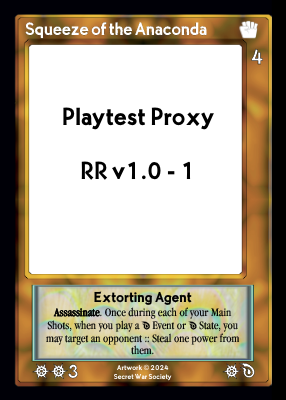 Squeeze of the Anaconda
4
Playtest Proxy
RR v1.0 - 1
Extorting Agent
Assassinate. Once during each of your Main
Shots, when you play a Event or State, you
may target an opponent :: Steal one power from
them.
3
Artwork © 2024
Secret War Society